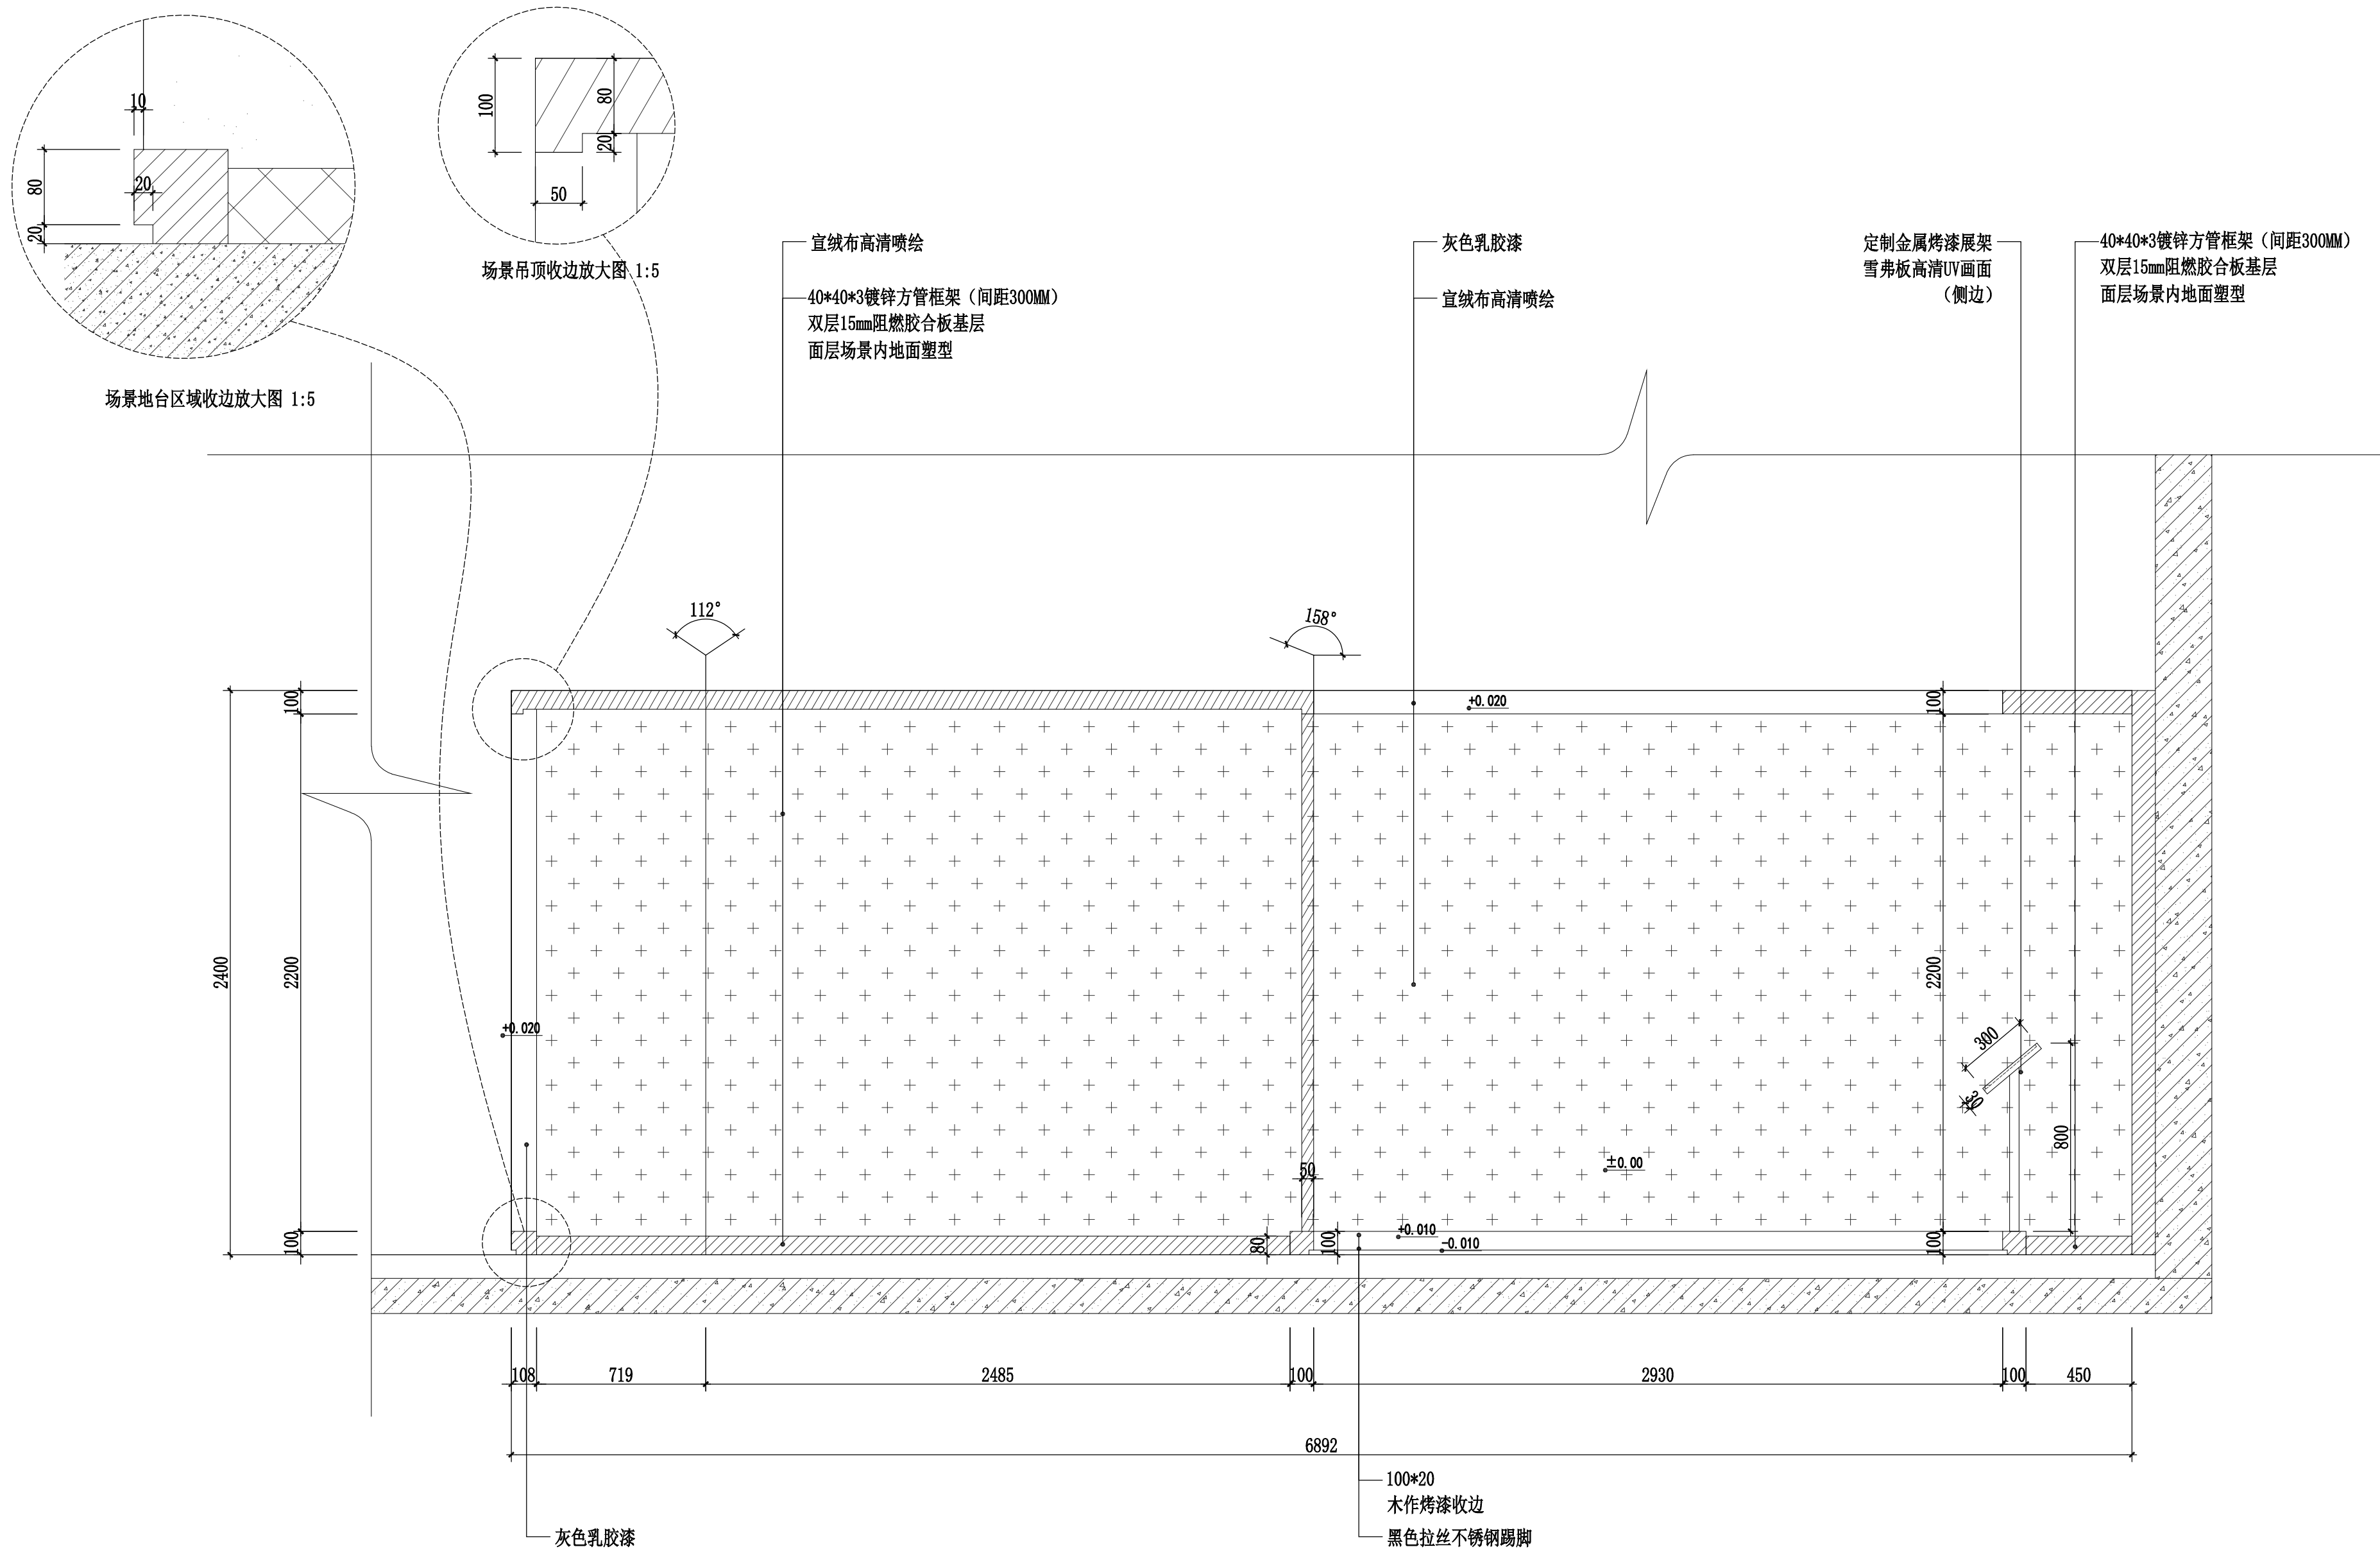 10
80
20
20
场景地台区域收边放大图 1:5
100
80
20
50
场景吊顶收边放大图 1:5
宣绒布高清喷绘
40*40*3镀锌方管框架（间距300MM）
双层15mm阻燃胶合板基层
面层场景内地面塑型
灰色乳胶漆
宣绒布高清喷绘
定制金属烤漆展架
雪弗板高清UV画面
（侧边）
40*40*3镀锌方管框架（间距300MM）
双层15mm阻燃胶合板基层
面层场景内地面塑型
112°
158°
100
2400
2200
100
+0.020
+0.020
100
2200
100
300
30
800
±0.00
50
80
100
+0.010
-0.010
108
719
2485
100
2930
100
450
6892
100*20
木作烤漆收边
黑色拉丝不锈钢踢脚
灰色乳胶漆